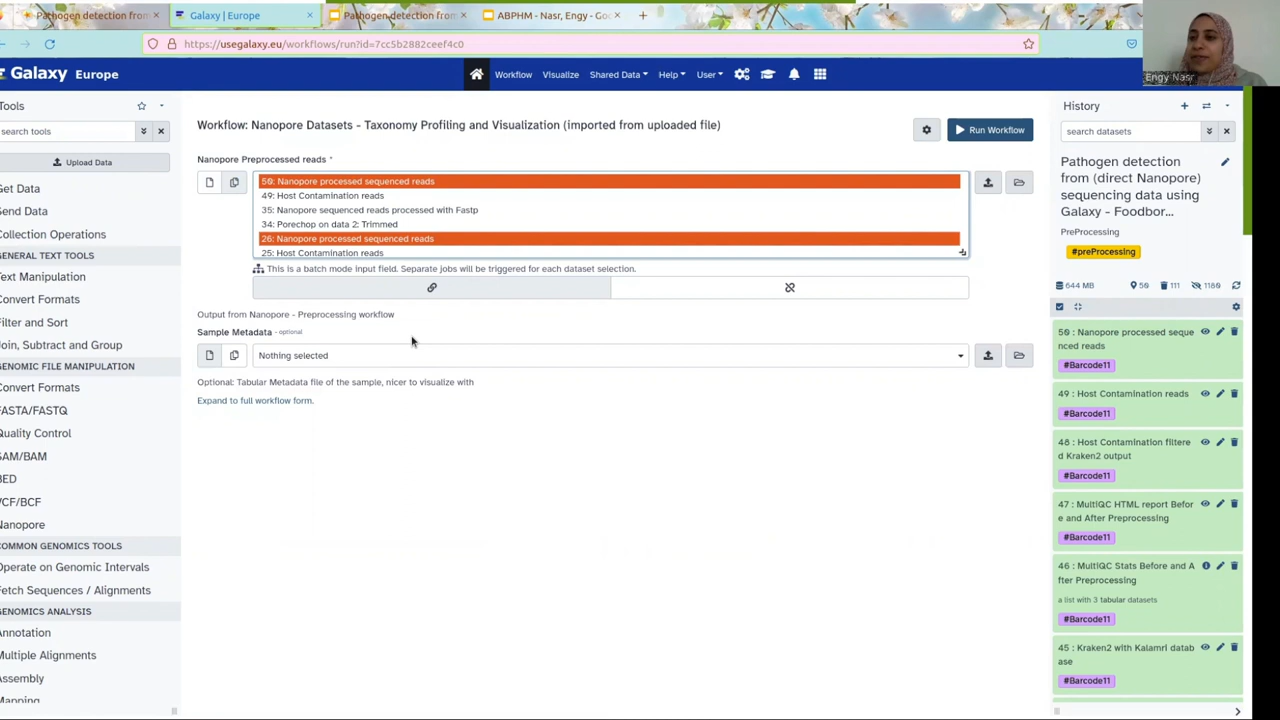 Pathogen detection from
Galaxy | Europe
Pathogen detection from
ABPHM - Nasr, Engy - Goo
https://usegalaxy.eu/workflows/run?id=7cc5b2882ceef4c0
Engy Nasr
Galaxy Europe
Workflow
Visualize
Shared Data
Help
User
Tools
search tools
Upload Data
Get Data
Send Data
Collection Operations
GENERAL TEXT TOOLS
Text Manipulation
Convert Formats
Filter and Sort
Join, Subtract and Group
GENOMIC FILE MANIPULATION
Convert Formats
FASTA/FASTQ
Quality Control
SAM/BAM
BED
VCF/BCF
Nanopore
COMMON GENOMICS TOOLS
Operate on Genomic Intervals
Fetch Sequences / Alignments
GENOMICS ANALYSIS
Annotation
Multiple Alignments
Assembly
Mapping
Workflow: Nanopore Datasets - Taxonomy Profiling and Visualization (imported from uploaded file)
Run Workflow
Nanopore Preprocessed reads *
50: Nanopore processed sequenced reads
49: Host Contamination reads
35: Nanopore sequenced reads processed with Fastp
34: Porechop on data 2: Trimmed
26: Nanopore processed sequenced reads
25: Host Contamination reads
This is a batch mode input field. Separate jobs will be triggered for each dataset selection.
Output from Nanopore - Preprocessing workflow
Sample Metadata - optional
Nothing selected
Optional: Tabular Metadata file of the sample, nicer to visualize with
Expand to full workflow form.
History
search datasets
Pathogen detection
from (direct Nanopore)
sequencing data using
Galaxy - Foodbor...
PreProcessing
#preProcessing
644 MB
50
111
1180
50 : Nanopore processed seque
nced reads
#Barcode11
49 : Host Contamination reads
#Barcode11
48 : Host Contamination filtere
d Kraken2 output
#Barcode11
47 : MultiQC HTML report Befor
e and After Preprocessing
#Barcode11
46 : MultiQC Stats Before and A
fter Preprocessing
a list with 3 tabular datasets
#Barcode11
45 : Kraken2 with Kalamri datab
ase
#Barcode11